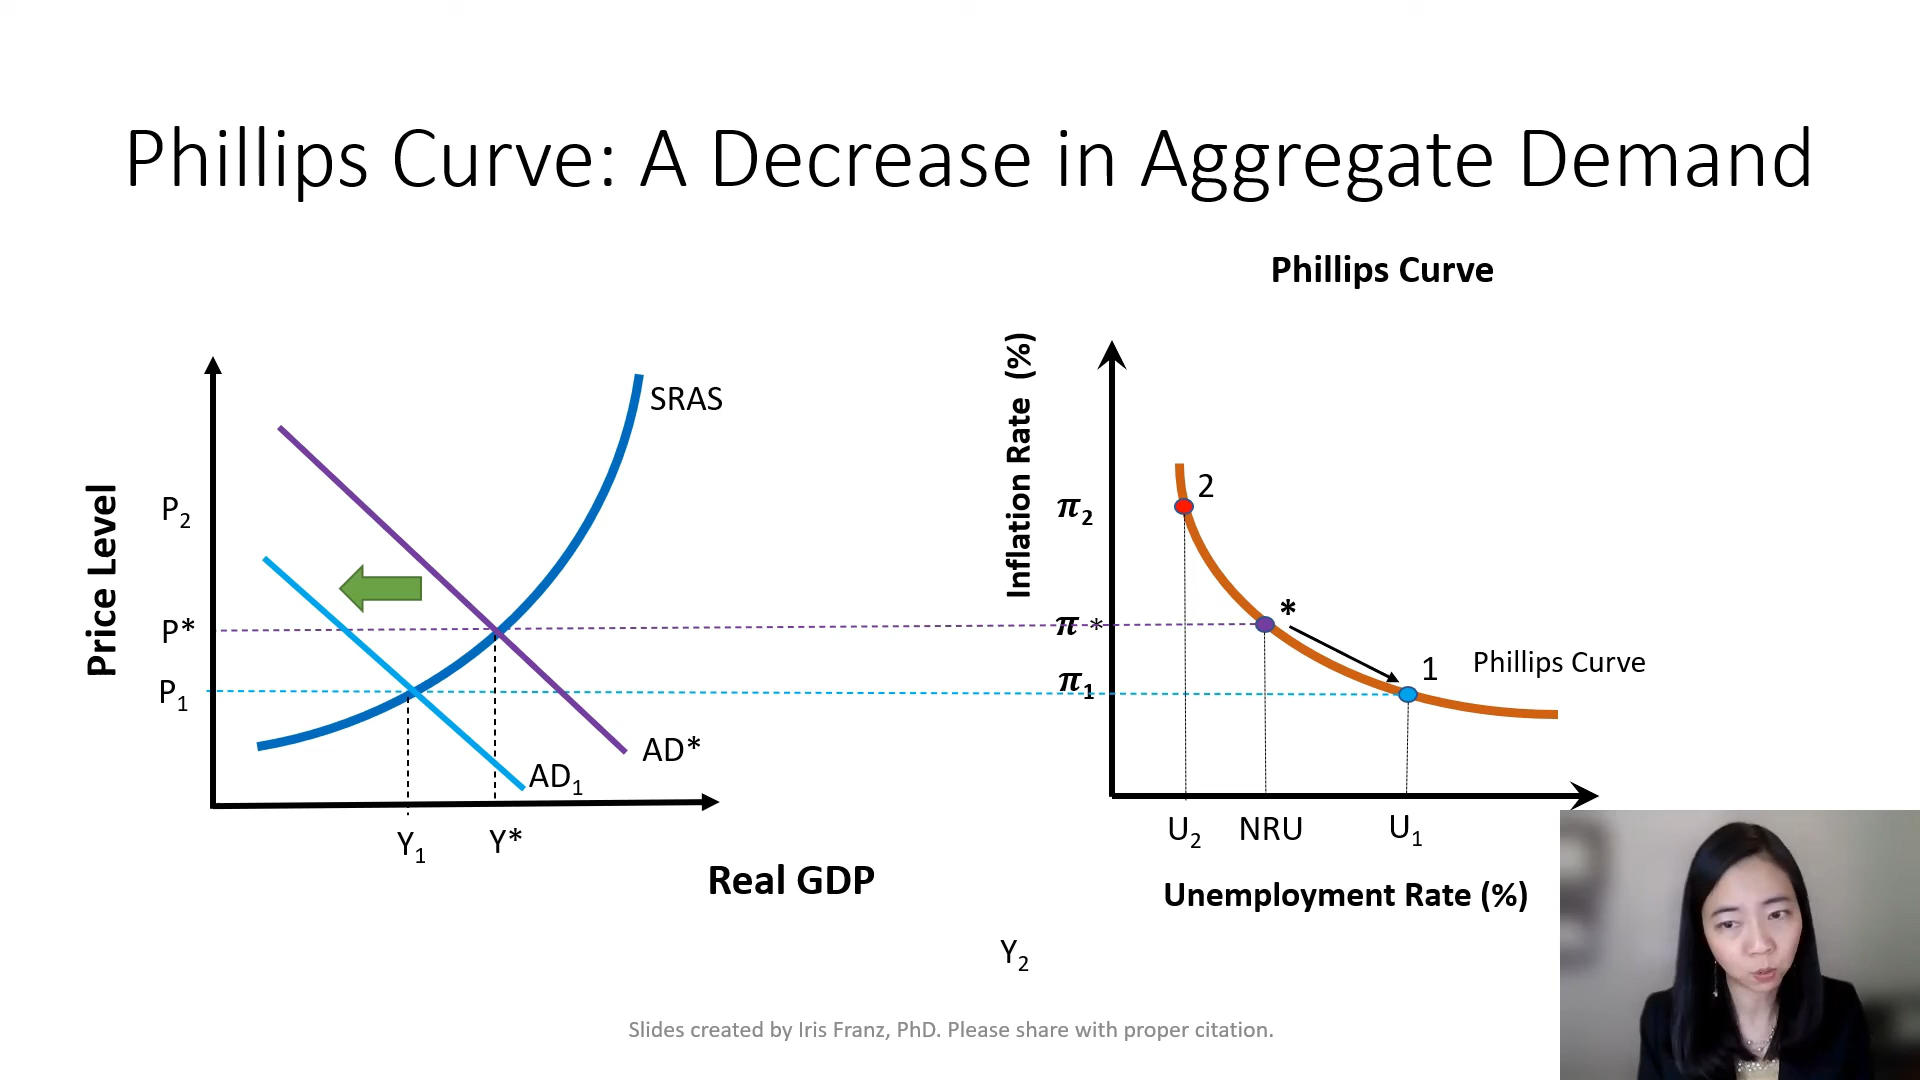 Phillips Curve: A Decrease in Aggregate Demand
Phillips Curve
Price Level
P₂
P*
P₁
SRAS
AD*
AD₁
Y₁
Y*
Real GDP
Inflation Rate (%)
π₂
π*
π₁
2
*
1
Phillips Curve
U₂
NRU
U₁
Unemployment Rate (%)
Y₂
Slides created by Iris Franz, PhD. Please share with proper citation.